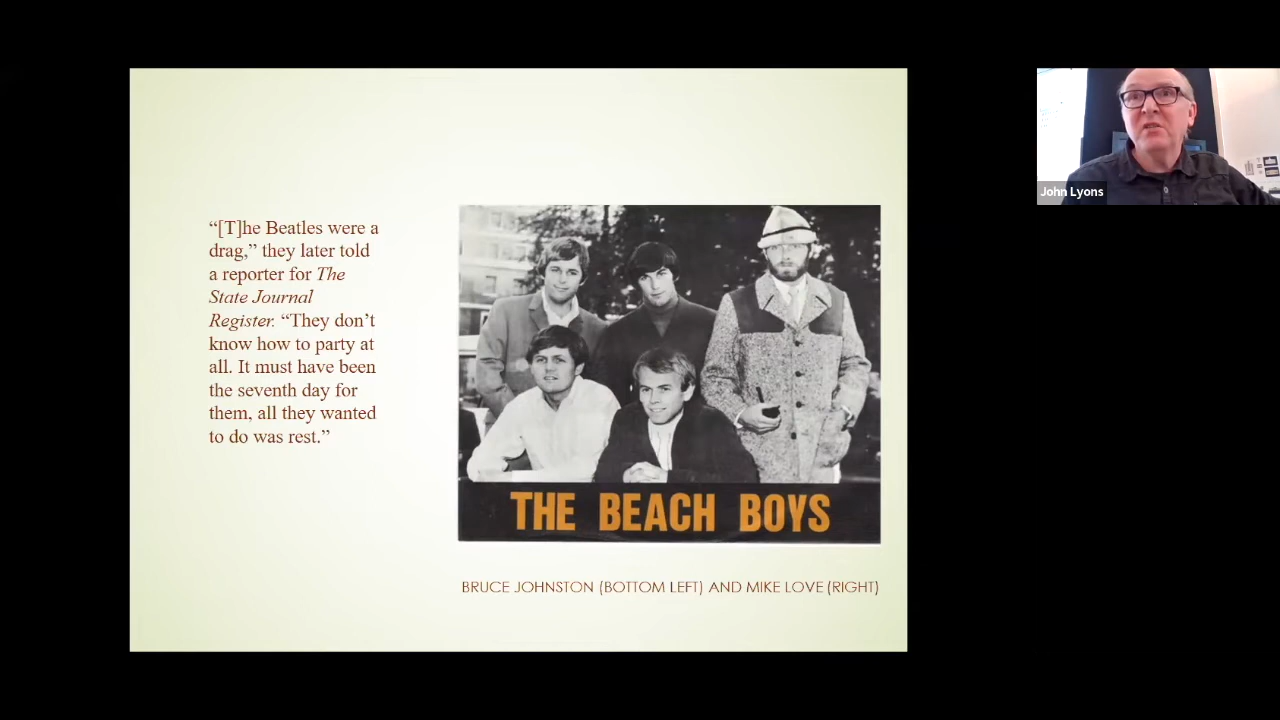 “[T]he Beatles were a
drag,” they later told
a reporter for The
State Journal
Register. “They don’t
know how to party at
all. It must have been
the seventh day for
them, all they wanted
to do was rest.”
THE BEACH BOYS
BRUCE JOHNSTON (BOTTOM LEFT) AND MIKE LOVE (RIGHT)
John Lyons